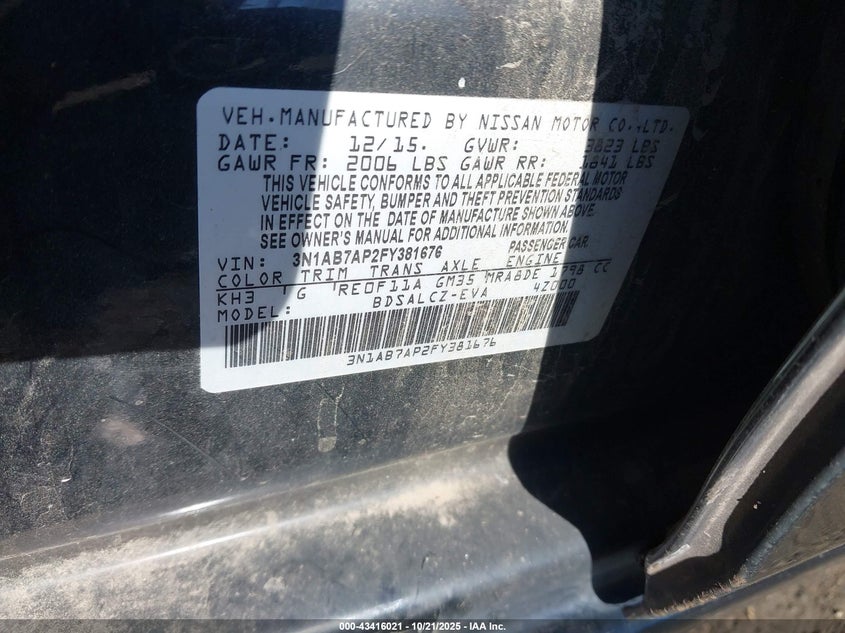 VEH.MANUFACTURED BY NISSAN MOTOR CO.,LTD.
DATE: 12/15. GVWR: 3823 LBS
GAWR FR: 2006 LBS GAWR RR: 1841 LBS
THIS VEHICLE CONFORMS TO ALL APPLICABLE FEDERAL MOTOR
VEHICLE SAFETY, BUMPER AND THEFT PREVENTION STANDARDS
IN EFFECT ON THE DATE OF MANUFACTURE SHOWN ABOVE.
SEE OWNER'S MANUAL FOR ADDITIONAL INFORMATION.
VIN: 3N1AB7AP2FY381676 PASSENGER CAR
COLOR TRIM TRANS AXLE ENGINE
KH3 G RE0F11A GM35 MRA8DE 1798 CC
MODEL: BDSALCZ-EVA 42000
3N1AB7AP2FY381676
000-43416021 - 10/21/2025 - IAA Inc.